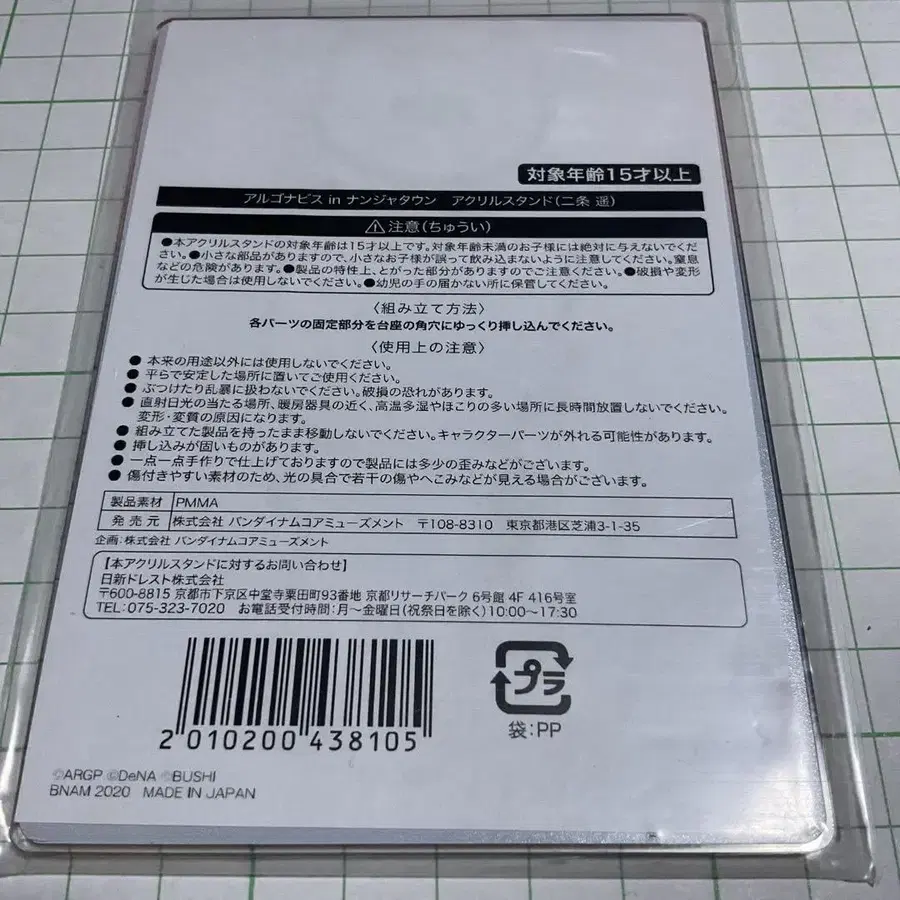 対象年齢15才以上
アルゴナビス in ナンジャタウン　アクリルスタンド(二条 遥)
⚠注意(ちゅうい)
●本アクリルスタンドの対象年齢は15才以上です。対象年齢未満のお子様には絶対に与えないでくだ
さい。●小さな部品がありますので、小さなお子様が誤って飲み込まないように注意してください。窒息
などの危険があります。●製品の特性上、とがった部分がありますのでご注意ください。●破損や変形
が生じた場合は使用しないでください。●幼児の手の届かない所に保管してください。
〈組み立て方法〉
各パーツの固定部分を台座の角穴にゆっくり挿し込んでください。
〈使用上の注意〉
● 本来の用途以外には使用しないでください。
● 平らで安定した場所に置いてご使用ください。
● ぶつけたり乱暴に扱わないでください。破損の恐れがあります。
● 直射日光の当たる場所、暖房器具の近く、高温多湿やほこりの多い場所に長時間放置しないでください。
変形・変質の原因になります。
● 組み立てた製品を持ったまま移動しないでください。キャラクターパーツが外れる可能性があります。
● 挿し込みが固いものがあります。
● 一点一点手作りで仕上げておりますので製品には多少の歪みなどがございます。
● 傷付きやすい素材のため、光の具合で若干の傷やへこみなどが見える場合がございます。
製品素材 PMMA
発売元 株式会社 バンダイナムコアミューズメント　〒108-8310　東京都港区芝浦3-1-35
企画:株式会社 バンダイナムコアミューズメント
【本アクリルスタンドに対するお問い合わせ】
日新ドレスト株式会社
〒600-8815 京都市下京区中堂寺粟田町93番地 京都リサーチパーク 6号館 4F 416号室
TEL:075-323-7020　お電話受付時間:月〜金曜日(祝祭日を除く)10:00〜17:30
プラ
袋:PP
2 010200 438105
©ARGP ©DeNA ©BUSHI
BNAM 2020　MADE IN JAPAN